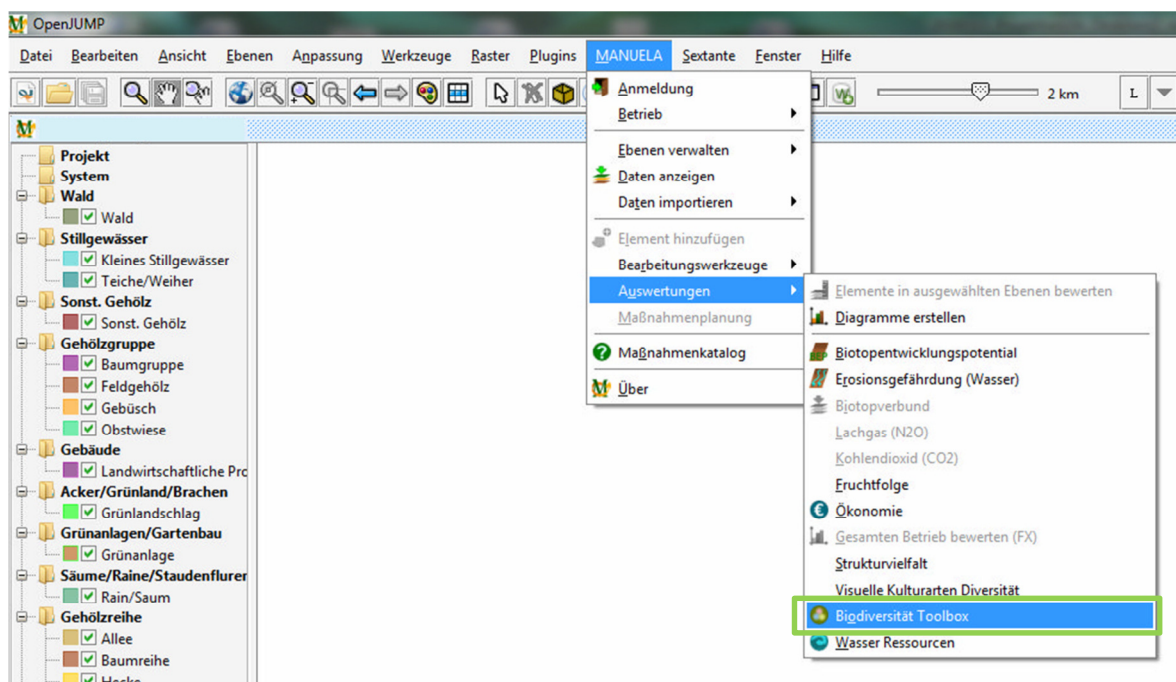 OpenJUMP
Datei Bearbeiten Ansicht Ebenen Anpassung Werkzeuge Raster Plugins MANUELA Sextante Fenster Hilfe
2 km L
Projekt
System
Wald
Wald
Stillgewässer
Kleines Stillgewässer
Teiche/Weiher
Sonst. Gehölz
Sonst. Gehölz
Gehölzgruppe
Baumgruppe
Feldgehölz
Gebüsch
Obstwiese
Gebäude
Landwirtschaftliche Pro
Acker/Grünland/Brachen
Grünlandschlag
Grünanlagen/Gartenbau
Grünanlage
Säume/Raine/Staudenfluren
Rain/Saum
Gehölzreihe
Allee
Baumreihe
Hecke
Anmeldung
Betrieb
Ebenen verwalten
Daten anzeigen
Daten importieren
Element hinzufügen
Bearbeitungswerkzeuge
Auswertungen
Maßnahmenplanung
Maßnahmenkatalog
Über
Elemente in ausgewählten Ebenen bewerten
Diagramme erstellen
BEP
Biotopentwicklungspotential
Erosionsgefährdung (Wasser)
Biotopverbund
Lachgas (N2O)
Kohlendioxid (CO2)
Fruchtfolge
Ökonomie
Gesamten Betrieb bewerten (FX)
Strukturvielfalt
Visuelle Kulturarten Diversität
Biodiversität Toolbox
Wasser Ressourcen